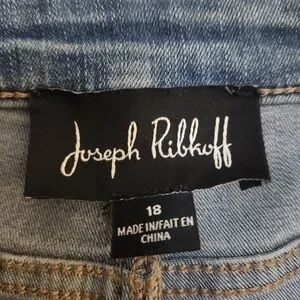 Joseph Ribkoff
18
MADE IN/FAIT EN
CHINA